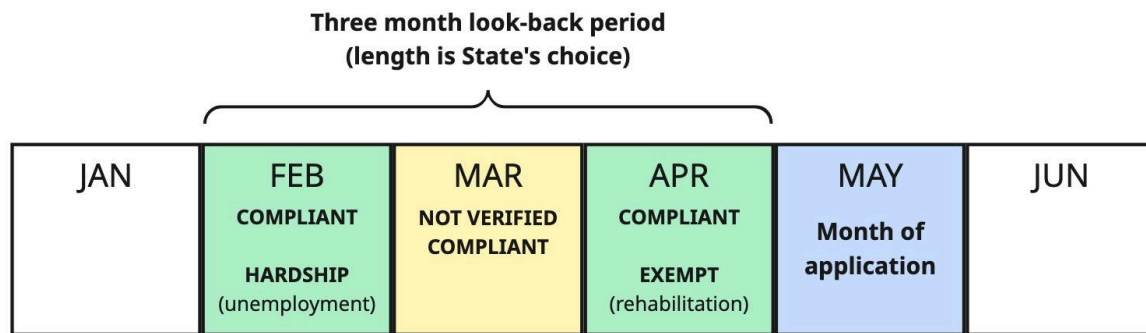 Three month look-back period
(length is State's choice)
JAN
FEB
COMPLIANT
HARDSHIP
(unemployment)
MAR
NOT VERIFIED
COMPLIANT
APR
COMPLIANT
EXEMPT
(rehabilitation)
MAY
Month of
application
JUN